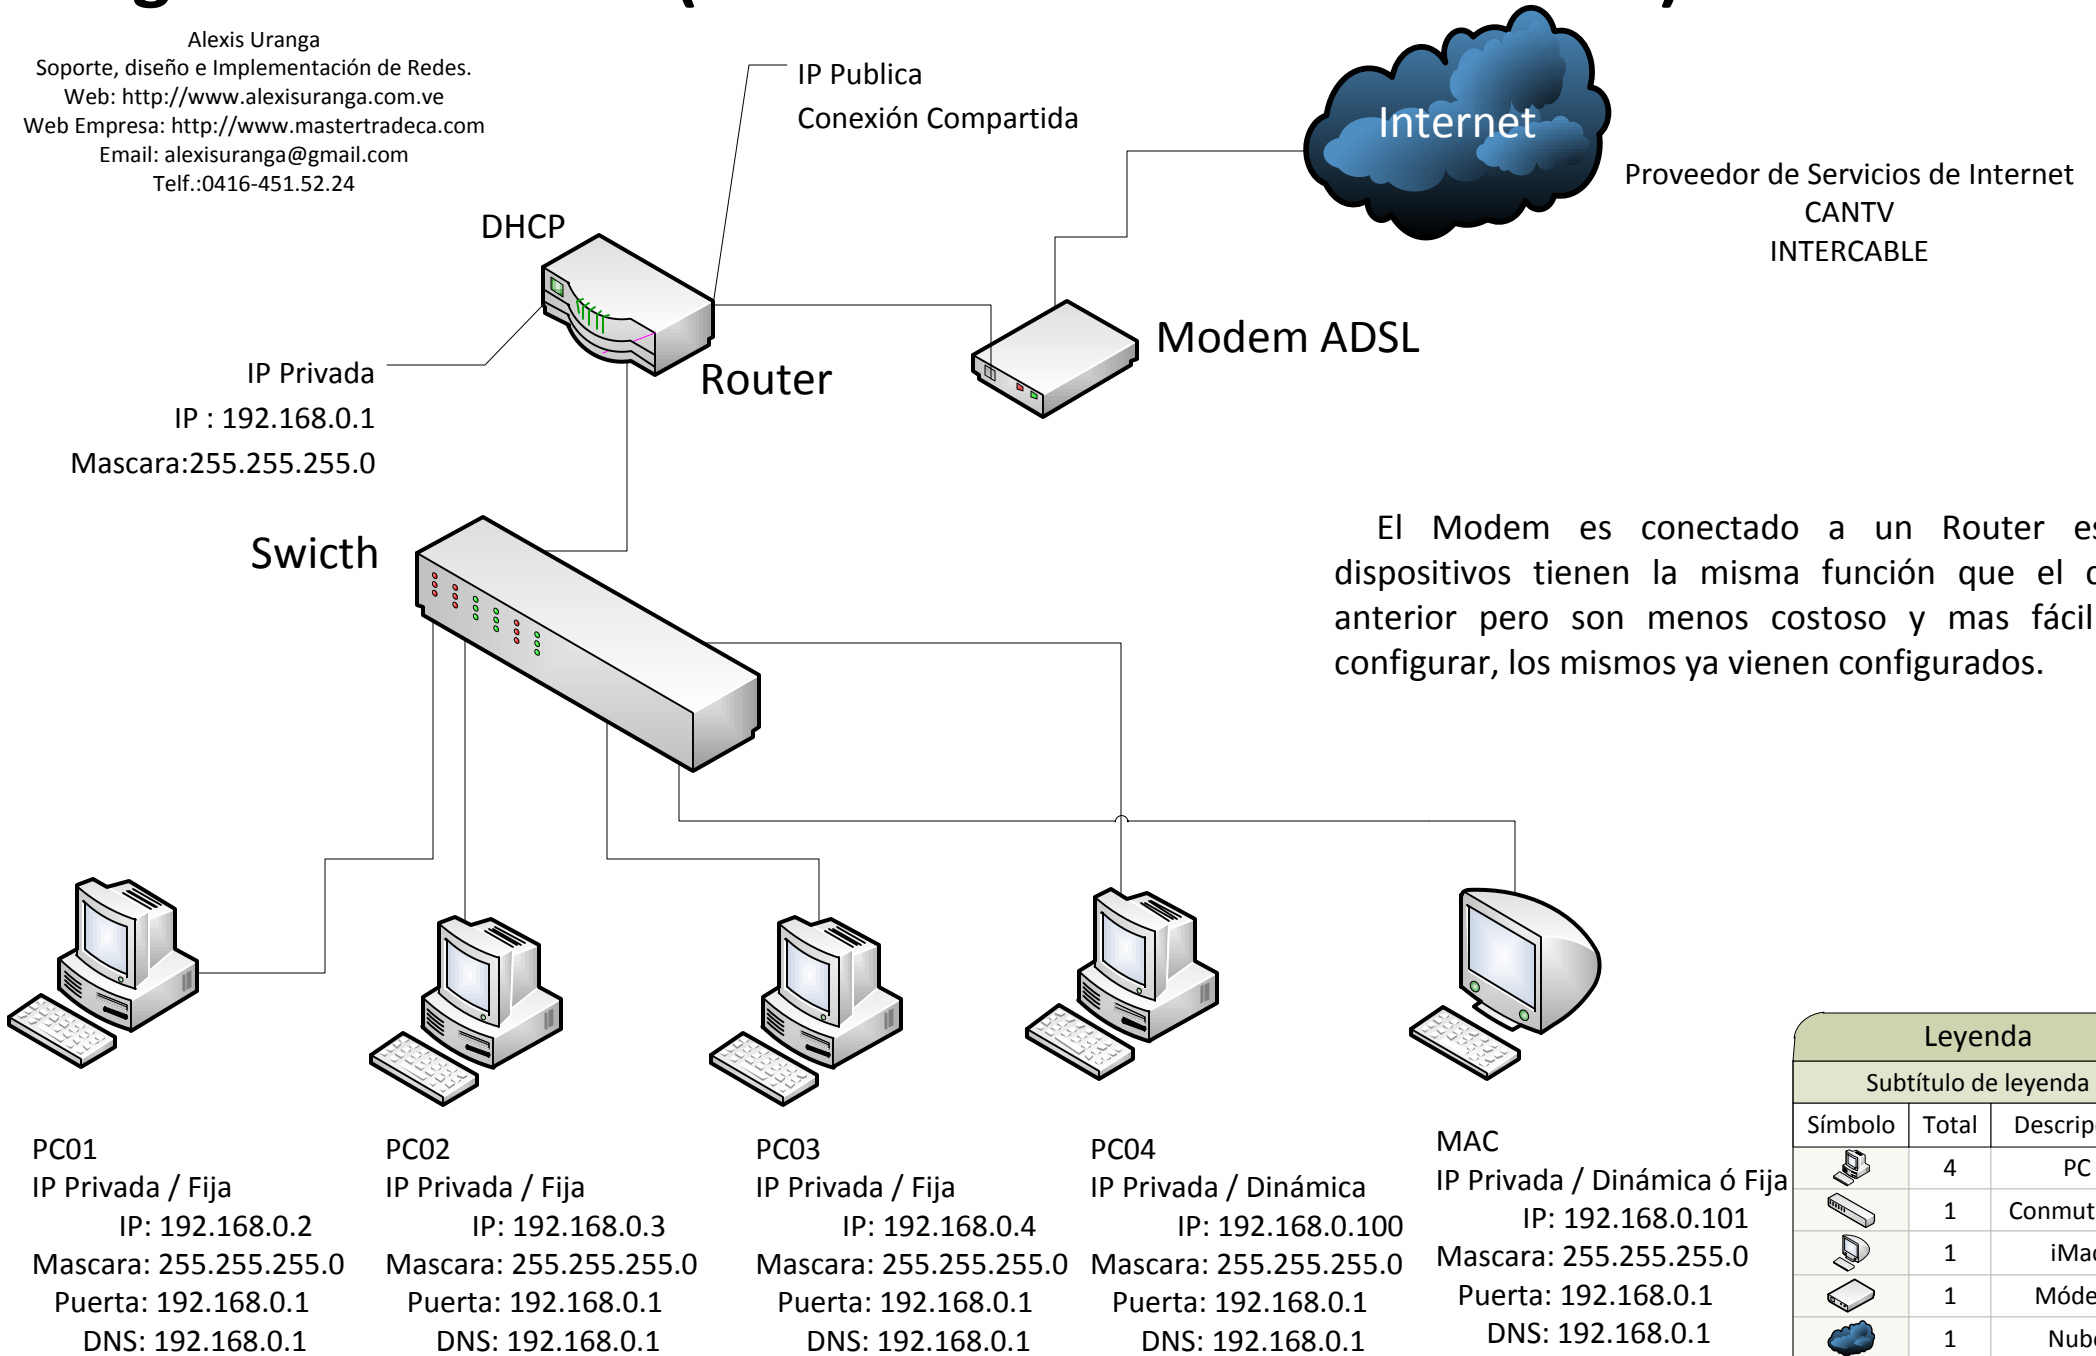 Alexis Uranga
Soporte, diseño e Implementación de Redes.
Web: http://www.alexisuranga.com.ve
Web Empresa: http://www.mastertradeca.com
Email: alexisuranga@gmail.com
Telf.:0416-451.52.24
IP Publica
Conexión Compartida
Internet
Proveedor de Servicios de Internet
CANTV
INTERCABLE
DHCP
Router
Modem ADSL
IP Privada
IP : 192.168.0.1
Mascara:255.255.255.0
Swicth
El Modem es conectado a un Router
dispositivos tienen la misma función que el
anterior pero son menos costoso y mas fácil
configurar, los mismos ya vienen configurados.
PC01
IP Privada / Fija
IP: 192.168.0.2
Mascara: 255.255.255.0
Puerta: 192.168.0.1
DNS: 192.168.0.1
PC02
IP Privada / Fija
IP: 192.168.0.3
Mascara: 255.255.255.0
Puerta: 192.168.0.1
DNS: 192.168.0.1
PC03
IP Privada / Fija
IP: 192.168.0.4
Mascara: 255.255.255.0
Puerta: 192.168.0.1
DNS: 192.168.0.1
PC04
IP Privada / Dinámica
IP: 192.168.0.100
Mascara: 255.255.255.0
Puerta: 192.168.0.1
DNS: 192.168.0.1
MAC
IP Privada / Dinámica ó Fija
IP: 192.168.0.101
Mascara: 255.255.255.0
Puerta: 192.168.0.1
DNS: 192.168.0.1
Leyenda
Subtítulo de leyenda
Símbolo Total
4 PC
1
1
1
1